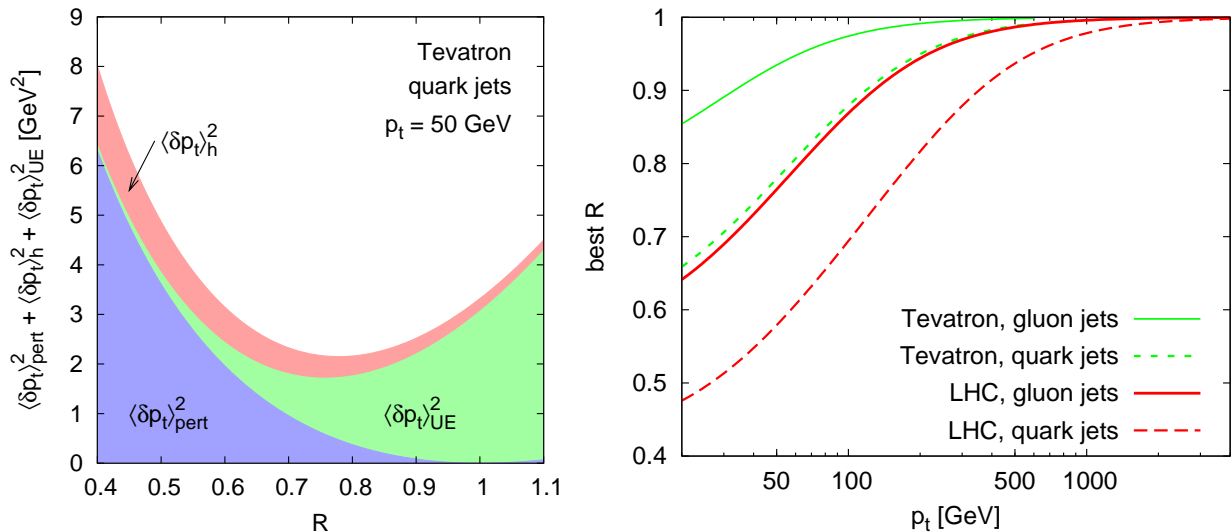 ⟨δp_t⟩²_pert + ⟨δp_t⟩²_h + ⟨δp_t⟩²_UE [GeV²]
9
8
7
6
5
4
3
2
1
0
Tevatron
quark jets
p_t = 50 GeV
⟨δp_t⟩²_h
⟨δp_t⟩²_pert
⟨δp_t⟩²_UE
0.4 0.5 0.6 0.7 0.8 0.9 1 1.1
R
best R
1
0.9
0.8
0.7
0.6
0.5
0.4
Tevatron, gluon jets
Tevatron, quark jets
LHC, gluon jets
LHC, quark jets
50 100 500 1000
p_t [GeV]